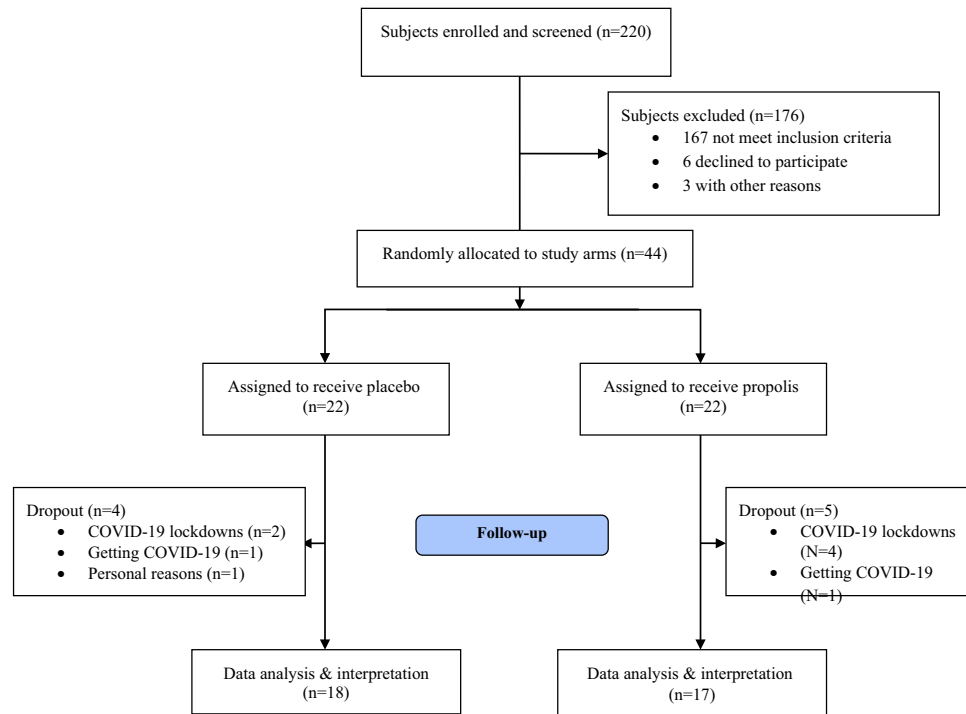 Subjects enrolled and screened (n=220)
Subjects excluded (n=176)
• 167 not meet inclusion criteria
• 6 declined to participate
• 3 with other reasons
Randomly allocated to study arms (n=44)
Assigned to receive placebo
(n=22)
Assigned to receive propolis
(n=22)
Dropout (n=4)
• COVID-19 lockdowns (n=2)
• Getting COVID-19 (n=1)
• Personal reasons (n=1)
Follow-up
Dropout (n=5)
• COVID-19 lockdowns
(N=4)
• Getting COVID-19
(N=1)
Data analysis & interpretation
(n=18)
Data analysis & interpretation
(n=17)